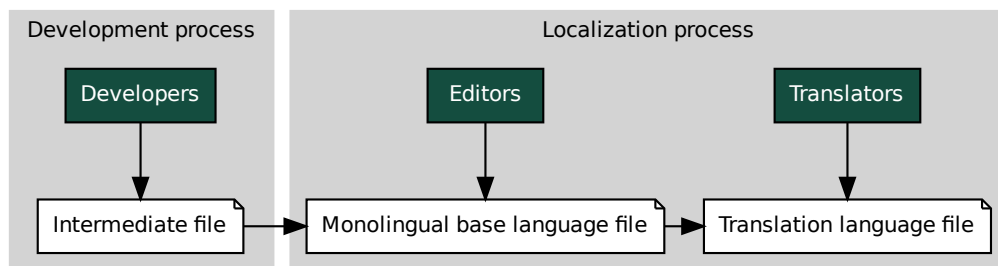 Development process
Localization process
Developers
Editors
Translators
Intermediate file
Monolingual base language file
Translation language file